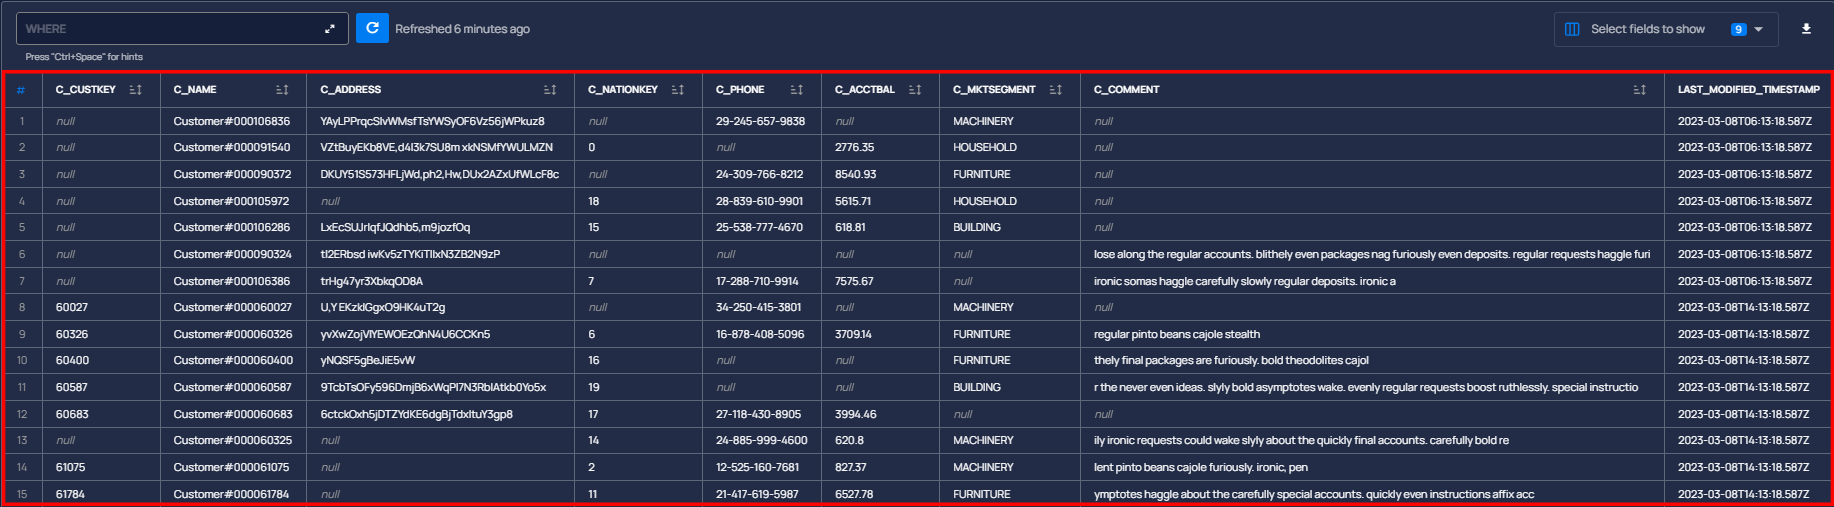 WHERE
Refreshed 6 minutes ago
Select fields to show 9
Press "Ctrl+Space" for hints
# C_CUSTKEY C_NAME C_ADDRESS C_NATIONKEY C_PHONE C_ACCTBAL C_MKTSEGMENT C_COMMENT LAST_MODIFIED_TIMESTAMP
1 null Customer#000106836 null 29-245-657-9838 null MACHINERY null 2023-03-08T06:13:18.587Z
2 null Customer#000091540 VZtBuyEKb8VE,d4I3k7SU8m xkNSMfYWULMZN 0 null 2776.35 HOUSEHOLD null 2023-03-08T06:13:18.587Z
3 null Customer#000090372 DKUY51S573HFLjWd,ph2,Hw,DUx2AZxUfWLcF8c null 24-309-766-8212 8540.93 FURNITURE null 2023-03-08T06:13:18.587Z
4 null Customer#000105972 null 18 28-839-610-9901 5615.71 HOUSEHOLD null 2023-03-08T06:13:18.587Z
5 null Customer#000106286 LxEcSUJrIqfJQdhb5,m9jozfOq 15 25-538-777-4670 618.81 BUILDING null 2023-03-08T06:13:18.587Z
6 null Customer#000090324 null null null null lose along the regular accounts. blithely even packages nag furiously even deposits. regular requests haggle furi 2023-03-08T06:13:18.587Z
7 null Customer#000106386 trHg47yr3XbkqOD8A 7 17-288-710-9914 7575.67 null ironic somas haggle carefully slowly regular deposits. ironic a 2023-03-08T06:13:18.587Z
8 60027 Customer#000060027 null 34-250-415-3801 null MACHINERY null 2023-03-08T14:13:18.587Z
9 60326 Customer#000060326 6 16-878-408-5096 3709.14 FURNITURE regular pinto beans cajole stealth 2023-03-08T14:13:18.587Z
10 60400 Customer#000060400 yNQSF5gBeJiE5vW 16 null null FURNITURE thely final packages are furiously. bold theodolites cajol 2023-03-08T14:13:18.587Z
11 60587 Customer#000060587 19 null null BUILDING r the never even ideas. slyly bold asymptotes wake. evenly regular requests boost ruthlessly. special instructio 2023-03-08T14:13:18.587Z
12 60683 Customer#000060683 17 27-118-430-8905 3994.46 null null 2023-03-08T14:13:18.587Z
13 null Customer#000060325 null 14 24-885-999-4600 620.8 MACHINERY ily ironic requests could wake slyly about the quickly final accounts. carefully bold re 2023-03-08T14:13:18.587Z
14 61075 Customer#000061075 null 2 12-525-160-7681 827.37 MACHINERY lent pinto beans cajole furiously. ironic, pen 2023-03-08T14:13:18.587Z
15 61784 Customer#000061784 null 11 21-417-619-5987 6527.78 FURNITURE ymptotes haggle about the carefully special accounts. quickly even instructions affix acc 2023-03-08T14:13:18.587Z